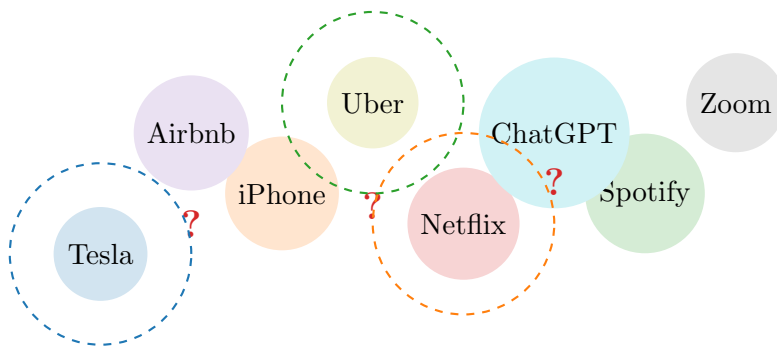 Uber
Zoom
Airbnb
ChatGPT
iPhone
Spotify
?
?
?
Netflix
Tesla